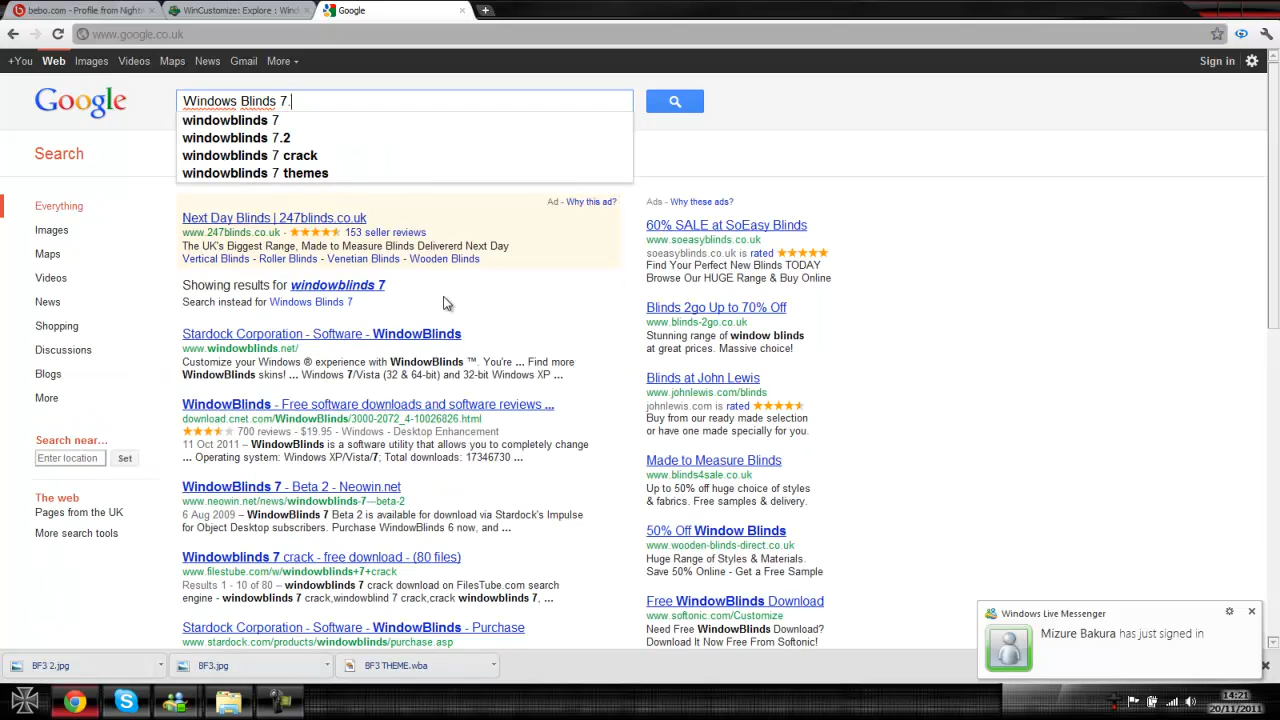 bebo.com - Profile from Night
WinCustomize: Explore : Wind
Google
www.google.co.uk
+You Web Images Videos Maps News Gmail More
Sign in
Google
Windows Blinds 7.
windowblinds 7
windowblinds 7.2
windowblinds 7 crack
windowblinds 7 themes
Search
Everything
Images
Maps
Videos
News
Shopping
Discussions
Blogs
More
Search near...
Enter location Set
The web
Pages from the UK
More search tools
Ad - Why this ad?
Next Day Blinds | 247blinds.co.uk
www.247blinds.co.uk - 153 seller reviews
The UK's Biggest Range, Made to Measure Blinds Delivererd Next Day
Vertical Blinds - Roller Blinds - Venetian Blinds - Wooden Blinds
Showing results for windowblinds 7
Search instead for Windows Blinds 7
Stardock Corporation - Software - WindowBlinds
www.windowblinds.net/
Customize your Windows ® experience with WindowBlinds ™. You're ... Find more
WindowBlinds skins! ... Windows 7/Vista (32 & 64-bit) and 32-bit Windows XP ...
WindowBlinds - Free software downloads and software reviews ...
download.cnet.com/WindowBlinds/3000-2072_4-10026826.html
700 reviews - $19.95 - Windows - Desktop Enhancement
11 Oct 2011 – WindowBlinds is a software utility that allows you to completely change
... Operating system: Windows XP/Vista/7; Total downloads: 17346730 ...
WindowBlinds 7 - Beta 2 - Neowin.net
www.neowin.net/news/windowblinds-7---beta-2
6 Aug 2009 – WindowBlinds 7 Beta 2 is available for download via Stardock's Impulse
for Object Desktop subscribers. Purchase WindowBlinds 6 now, and ...
Windowblinds 7 crack - free download - (80 files)
www.filestube.com/w/windowblinds+7+crack
Results 1 - 10 of 80 – windowblinds 7 crack download on FilesTube.com search
engine - windowblinds 7 crack,windowblind 7 crack,crack windowblinds 7, ...
Stardock Corporation - Software - WindowBlinds - Purchase
www.stardock.com/products/windowblinds/purchase.asp
Ads - Why these ads?
60% SALE at SoEasy Blinds
www.soeasyblinds.co.uk
soeasyblinds.co.uk is rated
Find Your Perfect New Blinds TODAY
Browse Our HUGE Range & Buy Online
Blinds 2go Up to 70% Off
www.blinds-2go.co.uk
Stunning range of window blinds
at great prices. Massive choice!
Blinds at John Lewis
www.johnlewis.com/blinds
johnlewis.com is rated
Buy from our ready made selection
or have one made specially for you.
Made to Measure Blinds
www.blinds4sale.co.uk
Up to 50% off huge choice of styles
& fabrics. Free samples & delivery.
50% Off Window Blinds
www.wooden-blinds-direct.co.uk
Huge Range of Styles & Materials.
Save 50% Online - Get a Free Sample
Free WindowBlinds Download
www.softonic.com/Customize
Need Free WindowBlinds Download?
Download It Now Free From Softonic!
Windows Live Messenger
Mizure Bakura has just signed in
BF3 2.jpg
BF3.jpg
BF3 THEME.wba
14:21
20/11/2011